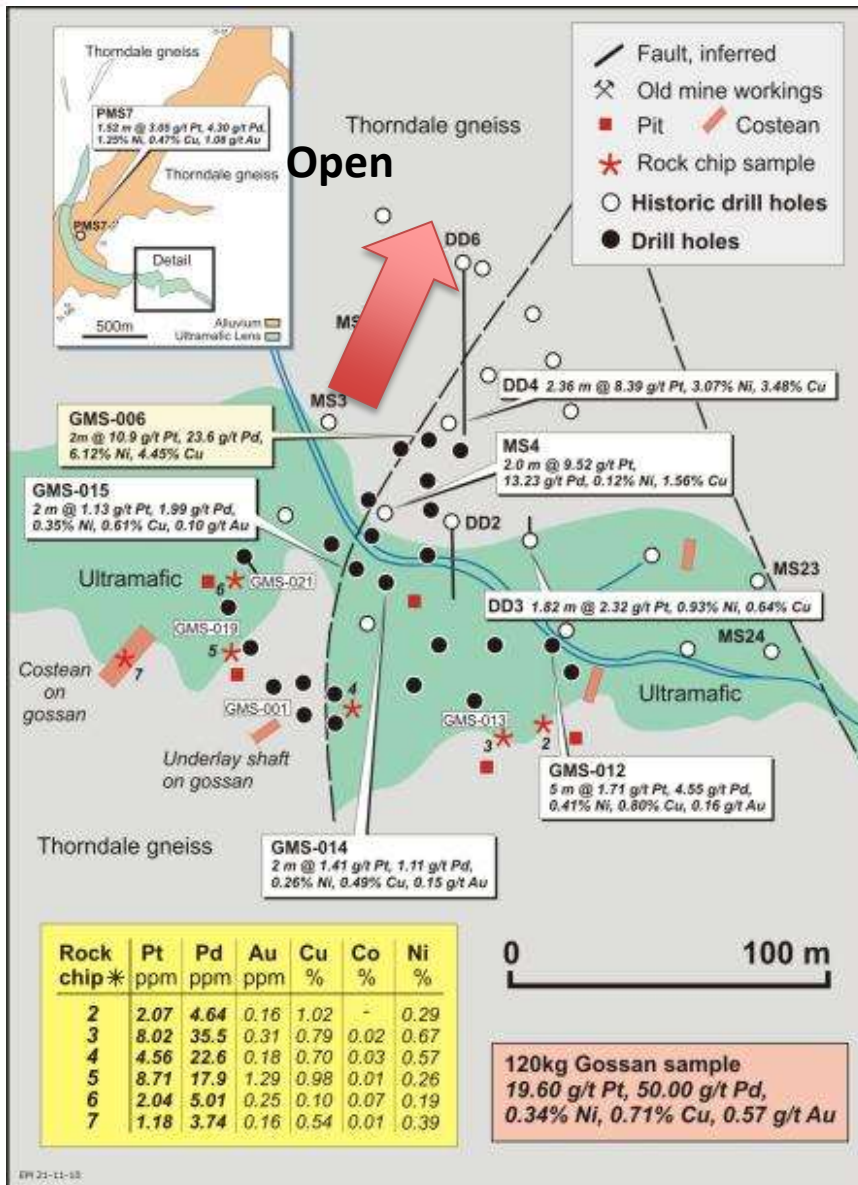 Thorndale gneiss
PMS7
1.52 m @ 3.05 g/t Pt, 4.30 g/t Pd,
1.25% Ni, 0.47% Cu, 1.08 g/t Au
Thorndale gneiss
PMS7
Detail
500m
Alluvium
Ultramafic Lens
Open
Thorndale gneiss
Fault, inferred
Old mine workings
Pit
Costean
Rock chip sample
Historic drill holes
Drill holes
DD6
MS
MS3
DD4 2.36 m @ 8.39 g/t Pt, 3.07% Ni, 3.48% Cu
GMS-006
2m @ 10.9 g/t Pt, 23.6 g/t Pd,
6.12% Ni, 4.45% Cu
MS4
2.0 m @ 9.52 g/t Pt,
13.23 g/t Pd, 0.12% Ni, 1.56% Cu
GMS-015
2 m @ 1.13 g/t Pt, 1.99 g/t Pd,
0.35% Ni, 0.61% Cu, 0.10 g/t Au
DD2
Ultramafic
6
GMS-021
MS23
DD3 1.82 m @ 2.32 g/t Pt, 0.93% Ni, 0.64% Cu
GMS-019
5
MS24
Costean
on
gossan
7
GMS-001
4
GMS-013
Ultramafic
3
2
Underlay shaft
on gossan
GMS-012
5 m @ 1.71 g/t Pt, 4.55 g/t Pd,
0.41% Ni, 0.80% Cu, 0.16 g/t Au
Thorndale gneiss
GMS-014
2 m @ 1.41 g/t Pt, 1.11 g/t Pd,
0.26% Ni, 0.49% Cu, 0.15 g/t Au
Rock Pt Pd Au Cu Co Ni
chip ppm ppm ppm % % %
2 2.07 4.64 0.16 1.02 - 0.29
3 8.02 35.5 0.31 0.79 0.02 0.67
4 4.56 22.6 0.18 0.70 0.03 0.57
5 8.71 17.9 1.29 0.98 0.01 0.26
6 2.04 5.01 0.25 0.10 0.07 0.19
7 1.18 3.74 0.16 0.54 0.01 0.39
0 100 m
120kg Gossan sample
19.60 g/t Pt, 50.00 g/t Pd,
0.34% Ni, 0.71% Cu, 0.57 g/t Au
EPI 21-11-10